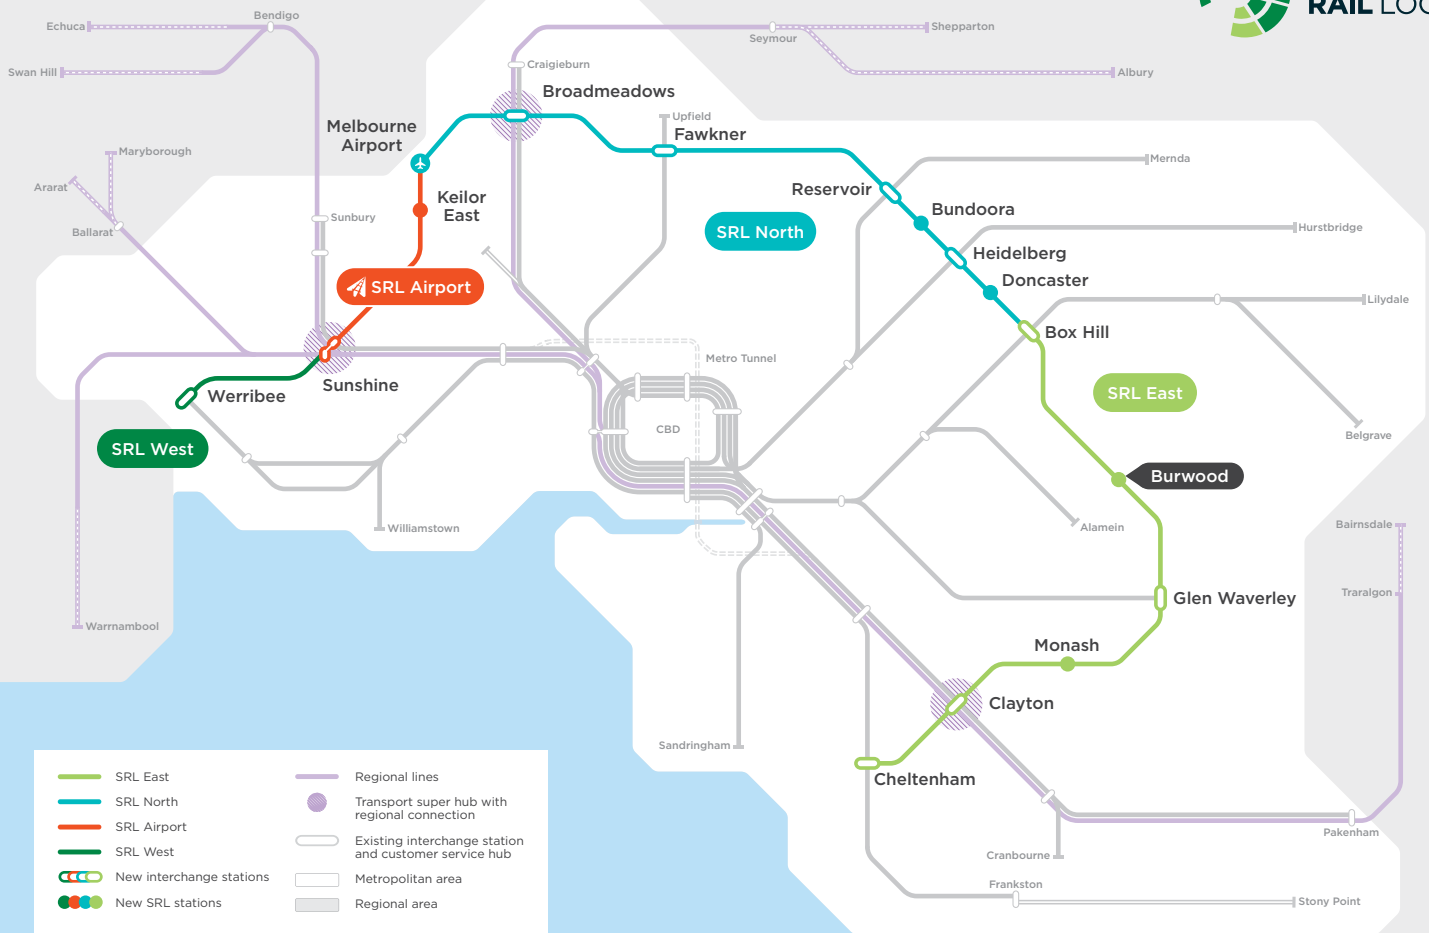 RAIL
Echuca
Bendigo
Swan Hill
Seymour
Shepparton
Albury
Craigieburn
Broadmeadows
Melbourne
Airport
Upfield
Fawkner
Maryborough
Ararat
Ballarat
Sunbury
Keilor
East
Mernda
Reservoir
Bundoora
SRL North
Hurstbridge
Heidelberg
Doncaster
SRL Airport
Lilydale
Box Hill
Metro Tunnel
Sunshine
Werribee
SRL East
CBD
Belgrave
SRL West
Burwood
Williamstown
Alamein
Bairnsdale
Traralgon
Glen Waverley
Warrnambool
Monash
Clayton
Sandringham
Cheltenham
Pakenham
Cranbourne
Frankston
Stony Point
SRL East
SRL North
SRL Airport
SRL West
New interchange stations
New SRL stations
Regional lines
Transport super hub with
regional connection
Existing interchange station
and customer service hub
Metropolitan area
Regional area